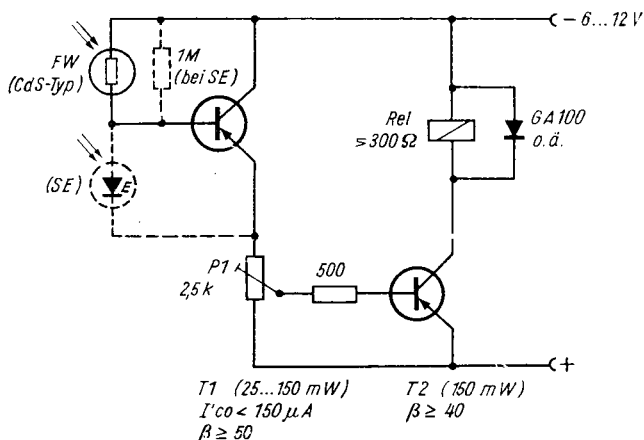 − 6...12 V
FW
(CdS-Typ)
1M
(bei SE)
Rel
≤ 300 Ω
GA 100
o.ä.
(SE)
E
P1
2,5 k
500
+
T1 (25...150 mW)
I'co < 150 µA
β ≥ 50
T2 (150 mW)
β ≥ 40